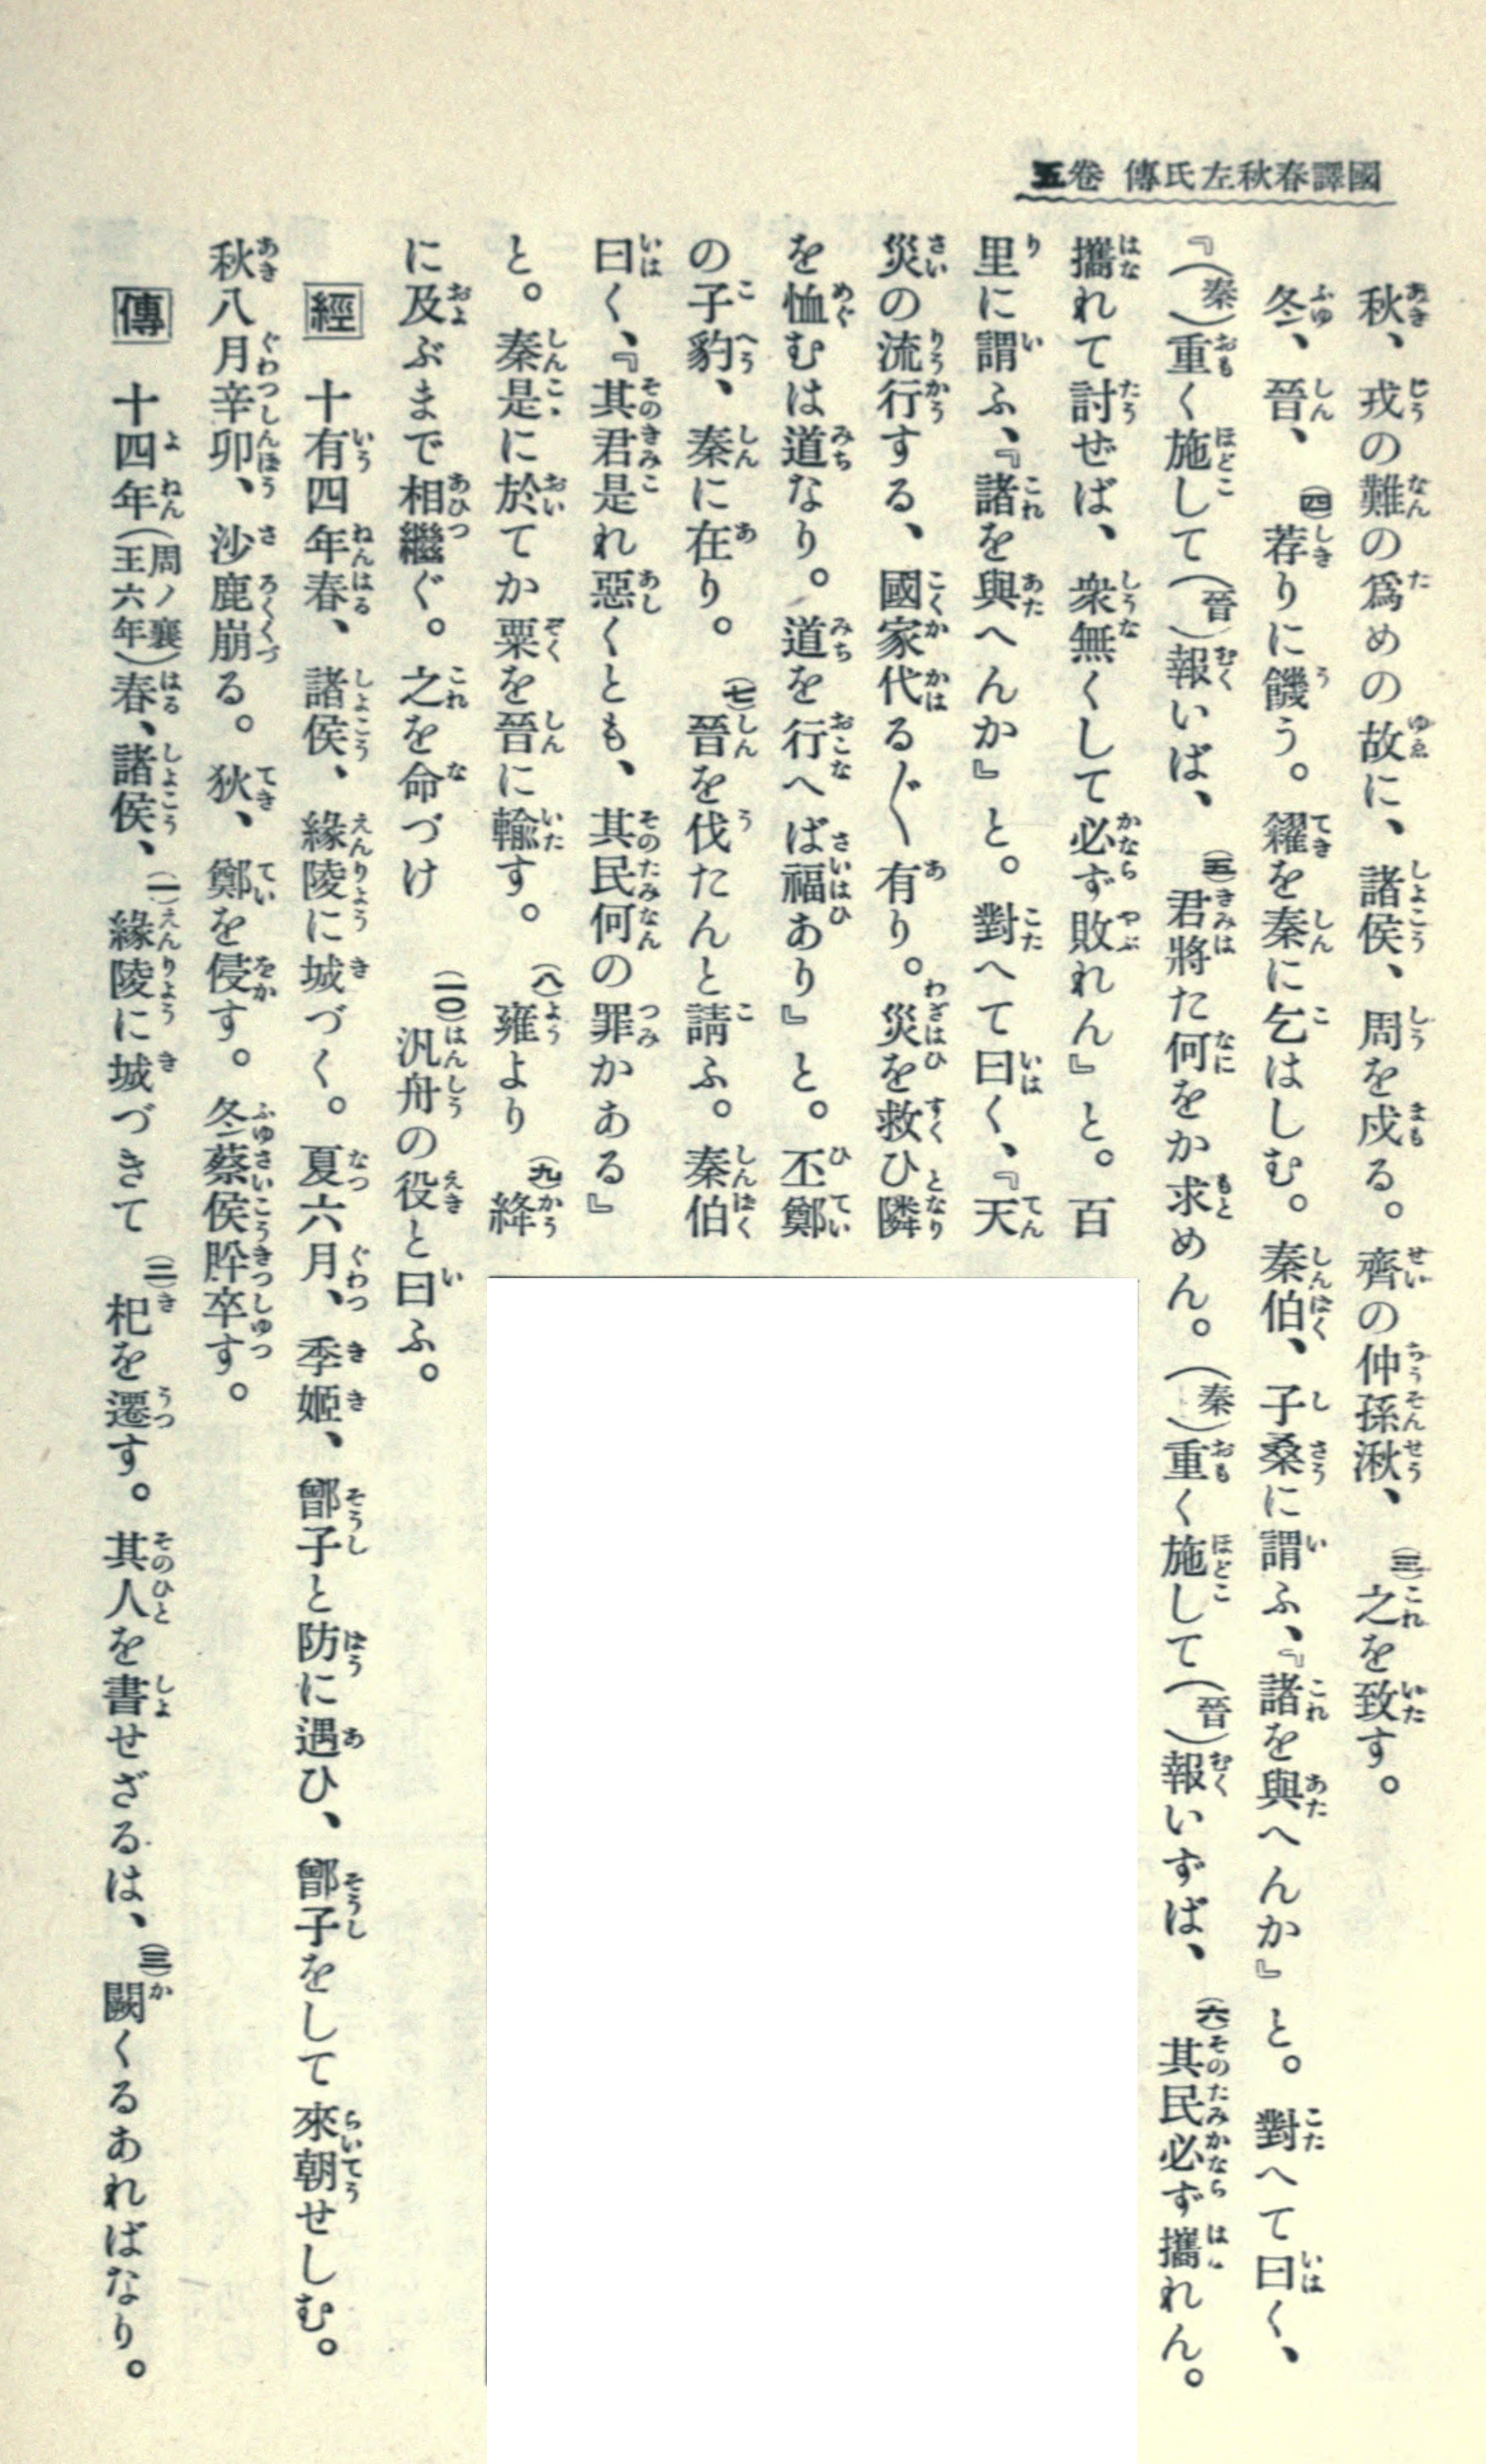 國譯春秋左氏傳 卷五
秋、戎の難の爲めの故に、諸侯、周を戍る。齊の仲孫湫、(三)之を致す。
冬、晉、(四)荐りに饑う。糴を秦に乞はしむ。秦伯、子桑に謂ふ、『諸を與へんか』と。對へて曰く、
『(秦)重く施して(晉)報いば、(五)君將た何をか求めん。(秦)重く施して(晉)報いずば、(六)其民必ず攜れん。
攜れて討ぜば、衆無くして必ず敗れん』と。百
里に謂ふ、『諸を與へんか』と。對へて曰く、『天
災の流行する、國家代る〴〵有り。災を救ひ隣
を恤むは道なり。道を行へば福あり』と。丕鄭
の子豹、秦に在り。(七)晉を伐たんと請ふ。秦伯
曰く、『其君是れ惡くとも、其民何の罪かある』
と。秦是に於てか粟を晉に輸す。(八)雍より(九)絳
に及ぶまで相繼ぐ。之を命づけ(一〇)汎舟の役と曰ふ。
經 十有四年春、諸侯、緣陵に城づく。夏六月、季姬、鄫子と防に遇ひ、鄫子をして來朝せしむ。
秋八月辛卯、沙鹿崩る。狄、鄭を侵す。冬蔡侯肸卒す。
傳 十四年(周ノ襄王六年)春、諸侯、(一)緣陵に城づきて(二)杞を遷す。其人を書せざるは、(三)闕くるあればなり。